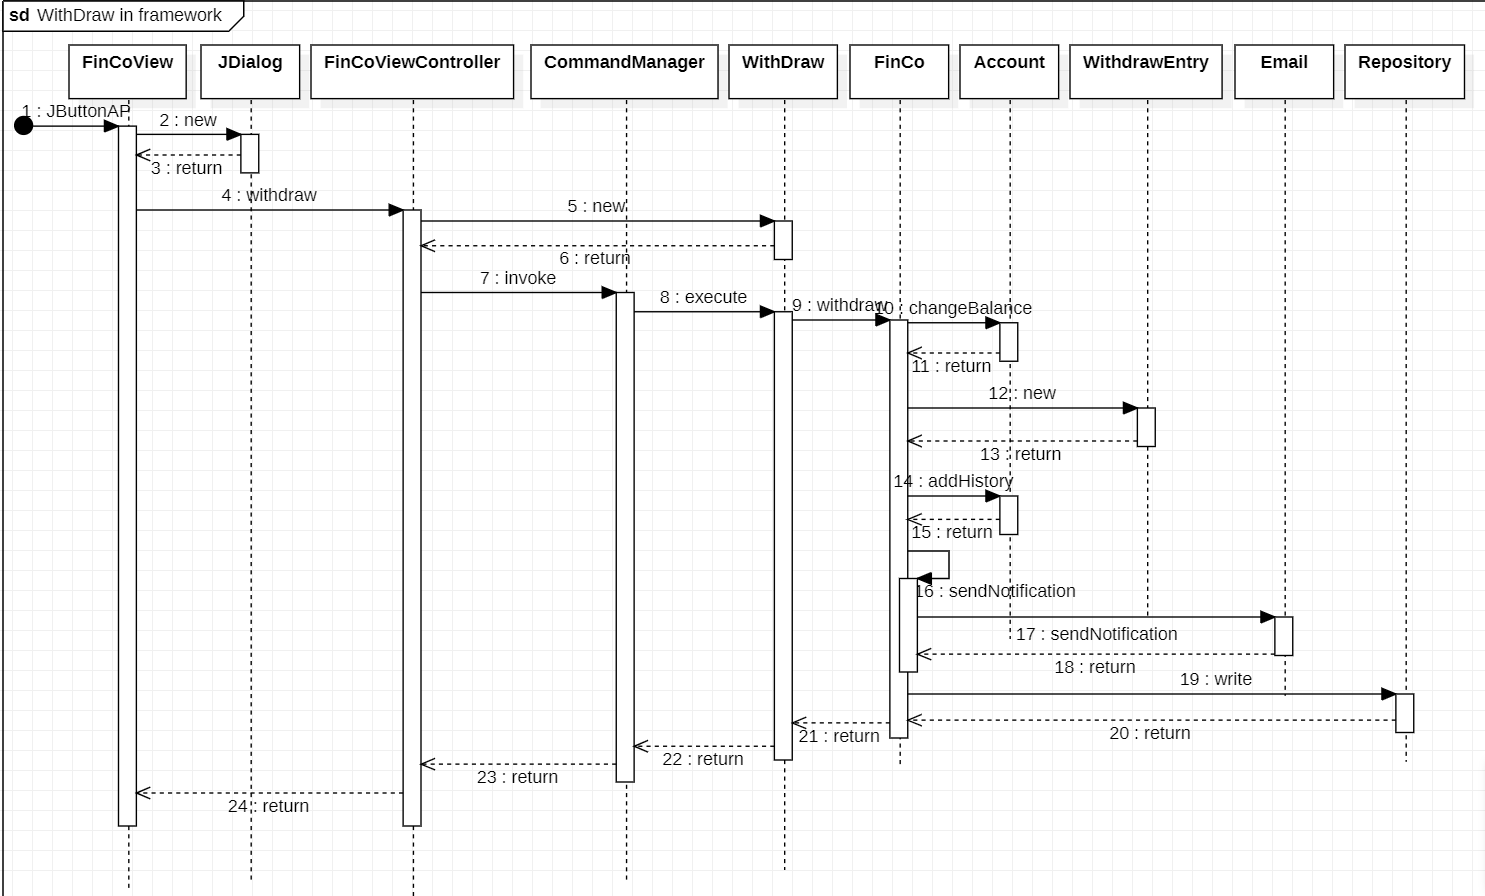 sd WithDraw in framework
FinCoView JDialog FinCoViewController CommandManager WithDraw FinCo Account WithdrawEntry Email Repository
1 : JButtonAP
2 : new
3 : return
4 : withdraw
5 : new
6 : return
7 : invoke
8 : execute
9 : withdraw
10 : changeBalance
11 : return
12 : new
13 : return
14 : addHistory
15 : return
16 : sendNotification
17 : sendNotification
18 : return
19 : write
20 : return
21 : return
22 : return
23 : return
24 : return